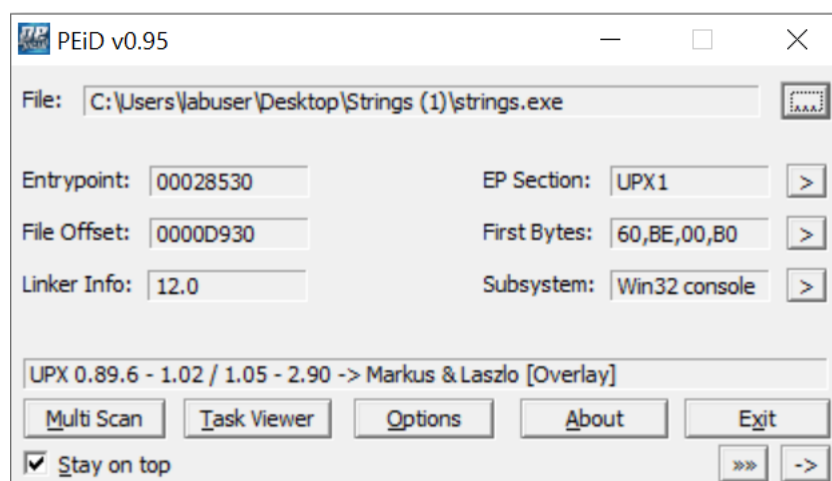 PEiD v0.95
File: C:\Users\labuser\Desktop\Strings (1)\strings.exe ...
Entrypoint: 00028530 EP Section: UPX1 >
File Offset: 0000D930 First Bytes: 60,BE,00,B0 >
Linker Info: 12.0 Subsystem: Win32 console >
UPX 0.89.6 - 1.02 / 1.05 - 2.90 -> Markus & Laszlo [Overlay]
Multi Scan Task Viewer Options About Exit
Stay on top »» ->